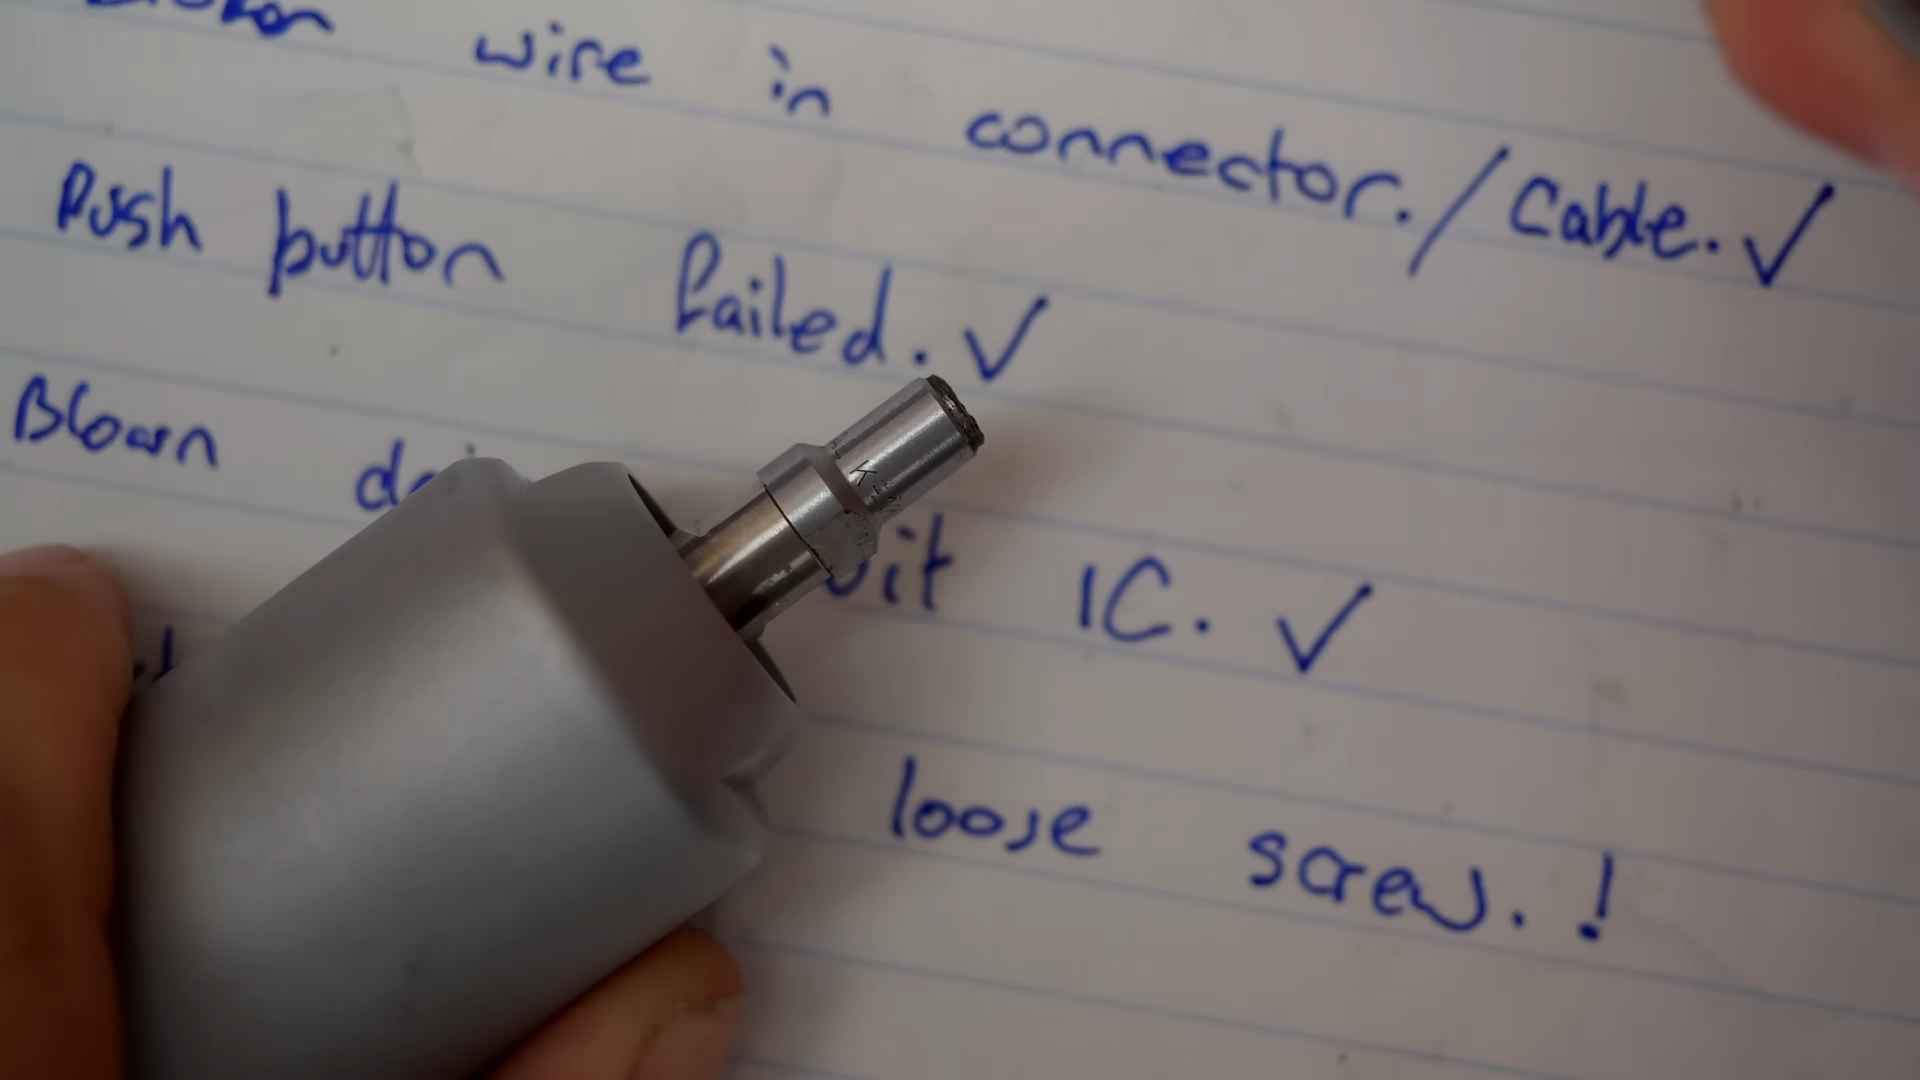 wire in connector./Cable. ✓
Push button failed. ✓
Blown IC. ✓
loose screw. !